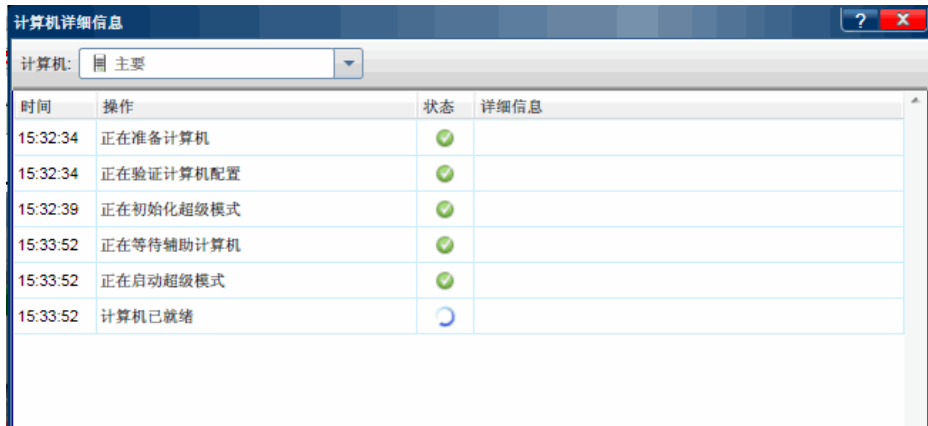 计算机详细信息 ?
计算机: 主要
时间 操作 状态 详细信息
15:32:34 正在准备计算机
15:32:34 正在验证计算机配置
15:32:39 正在初始化超级模式
15:33:52 正在等待辅助计算机
15:33:52 正在启动超级模式
15:33:52 计算机已就绪